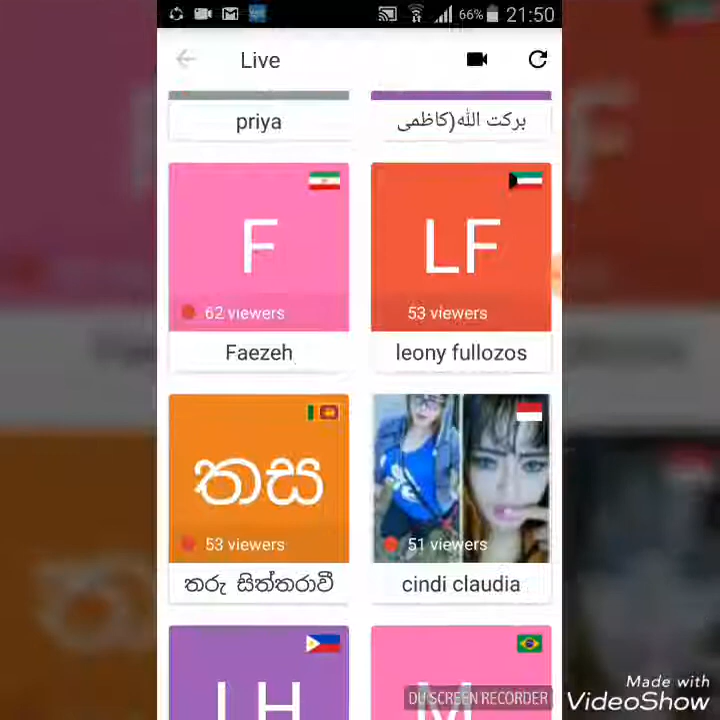 66% 21:50
Live
priya
بركت الله(كاظمى
F
62 viewers
Faezeh
LF
53 viewers
leony fullozos
තස
53 viewers
තරු සිත්තරාවී
51 viewers
cindi claudia
LH
M
DU SCREEN RECORDER
Made with
VideoShow